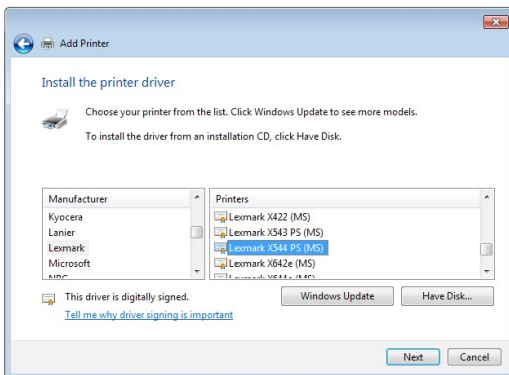 Add Printer
Install the printer driver
Choose your printer from the list. Click Windows Update to see more models.
To install the driver from an installation CD, click Have Disk.
Manufacturer
Kyocera
Lanier
Lexmark
Microsoft
Printers
Lexmark X422 (MS)
Lexmark X543 PS (MS)
Lexmark X544 PS (MS)
Lexmark X642e (MS)
This driver is digitally signed.
Tell me why driver signing is important
Windows Update
Have Disk...
Next
Cancel